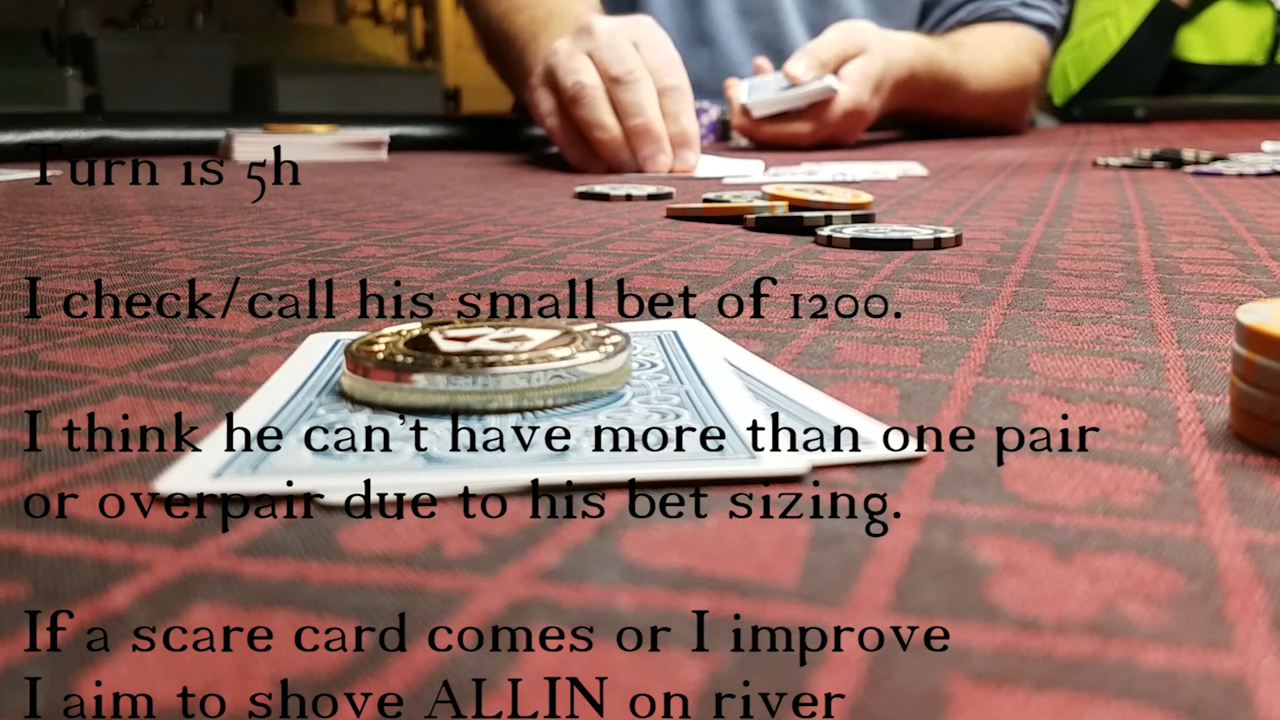 Turn is 5h
I check/call his small bet of 1200.
I think he can't have more than one pair
or overpair due to his bet sizing.
If a scare card comes or I improve
I aim to shove ALLIN on river